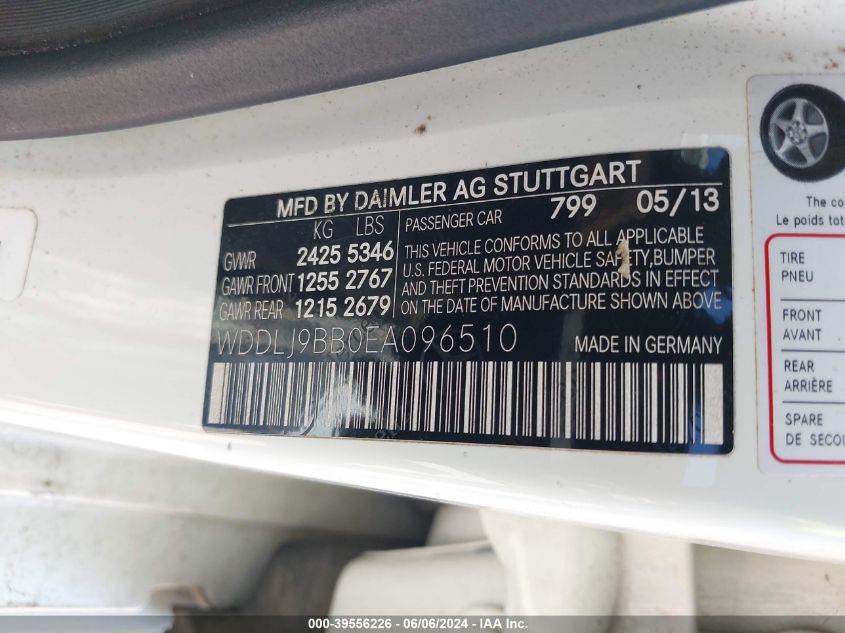 MFD BY DAIMLER AG STUTTGART
KG LBS
GVWR 2425 5346
GAWR FRONT 1255 2767
GAWR REAR 1215 2679
PASSENGER CAR 799 05/13
THIS VEHICLE CONFORMS TO ALL APPLICABLE
U.S. FEDERAL MOTOR VEHICLE SAFETY,BUMPER
AND THEFT PREVENTION STANDARDS IN EFFECT
ON THE DATE OF MANUFACTURE SHOWN ABOVE
WDDLJ9BB0EA096510 MADE IN GERMANY
The
Le poids
TIRE
PNEU
FRONT
AVANT
REAR
ARRIÈRE
SPARE
DE
000-39556226 - 06/06/2024 - IAA Inc.